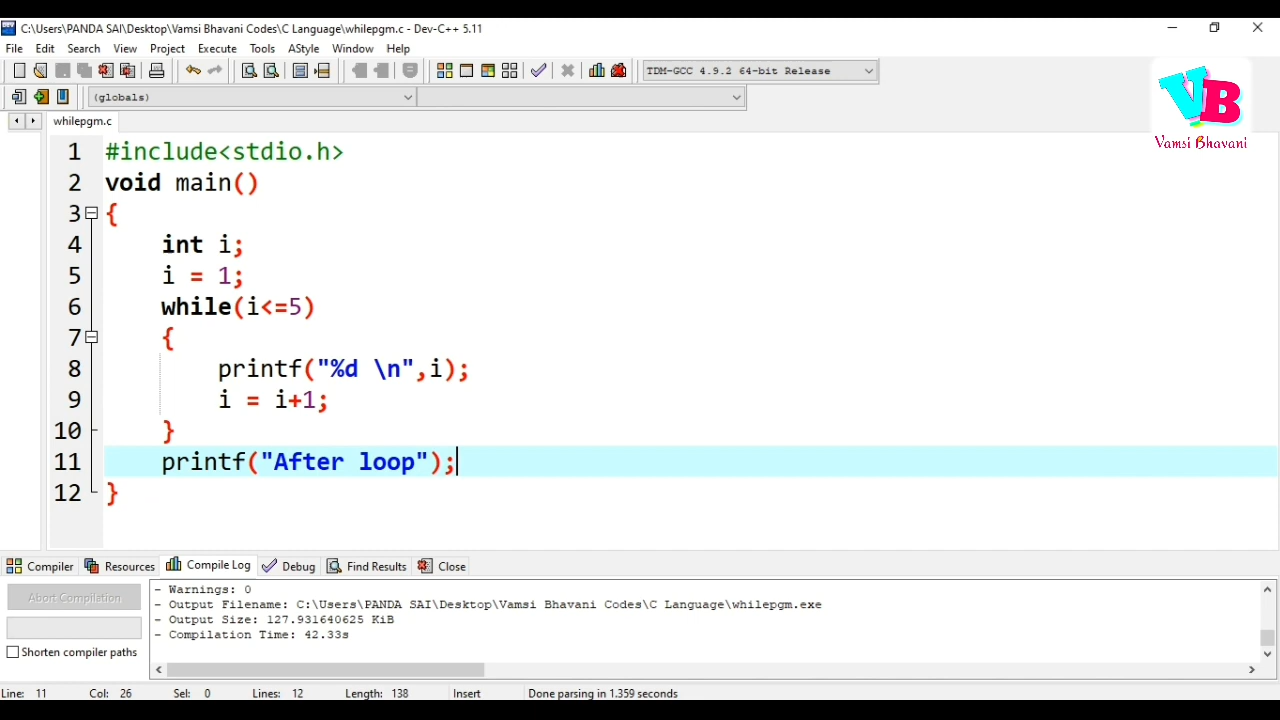 C:\Users\PANDA SAI\Desktop\Vamsi Bhavani Codes\C Language\whilepgm.c - Dev-C++ 5.11
File Edit Search View Project Execute Tools AStyle Window Help
TDM-GCC 4.9.2 64-bit Release
(globals)
VB
Vamsi Bhavani
whilepgm.c
1 #include<stdio.h>
2 void main()
3 {
4 int i;
5 i = 1;
6 while(i<=5)
7 {
8 printf("%d \n",i);
9 i = i+1;
10 }
11 printf("After loop");
12 }
Compiler Resources Compile Log Debug Find Results Close
Abort Compilation
Shorten compiler paths
- Warnings: 0
- Output Filename: C:\Users\PANDA SAI\Desktop\Vamsi Bhavani Codes\C Language\whilepgm.exe
- Output Size: 127.931640625 KiB
- Compilation Time: 42.33s
Line: 11 Col: 26 Sel: 0 Lines: 12 Length: 138 Insert Done parsing in 1.359 seconds